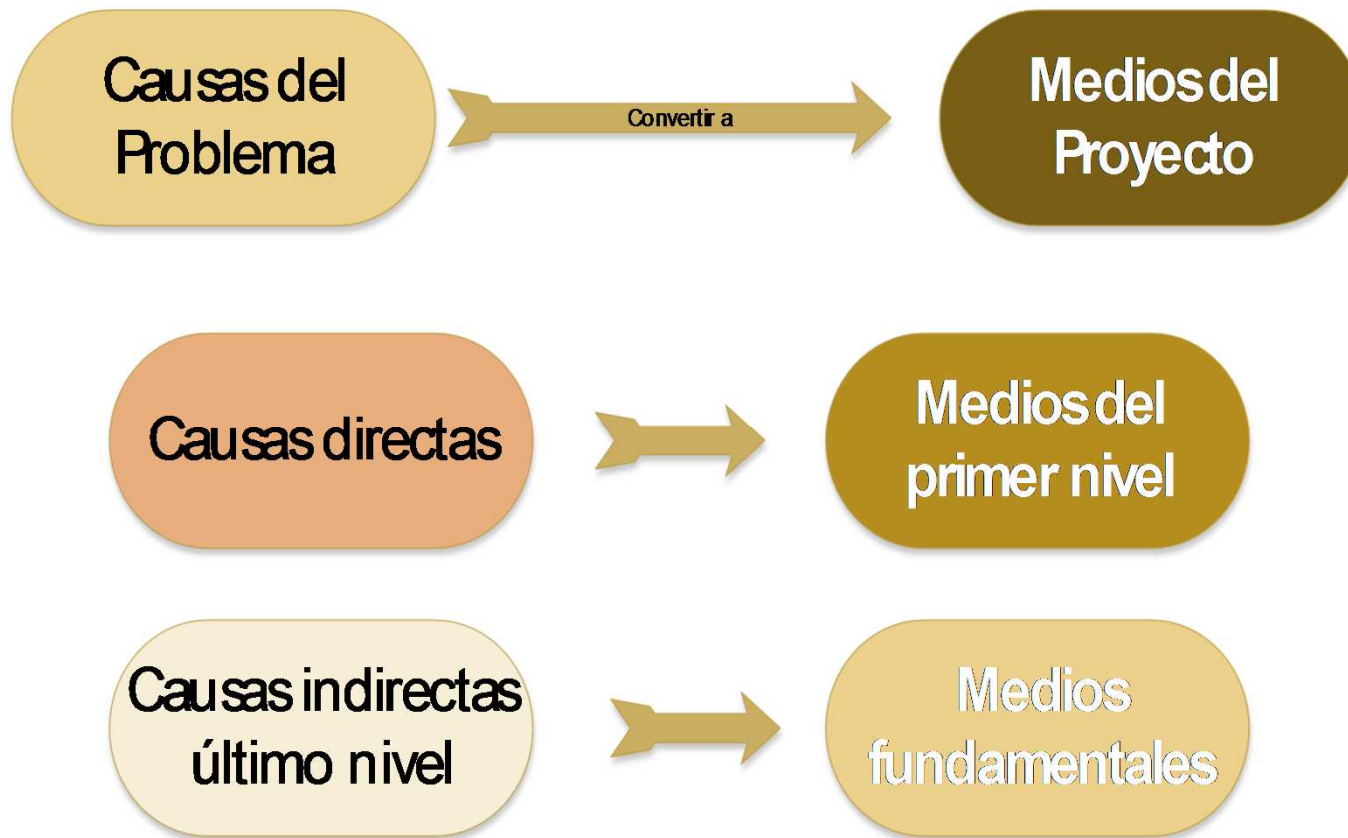 Causas del
Problema
Convertir a
Medios del
Proyecto
Causas directas
Medios del
primer nivel
Causas indirectas
último nivel
Medios
fundamentales